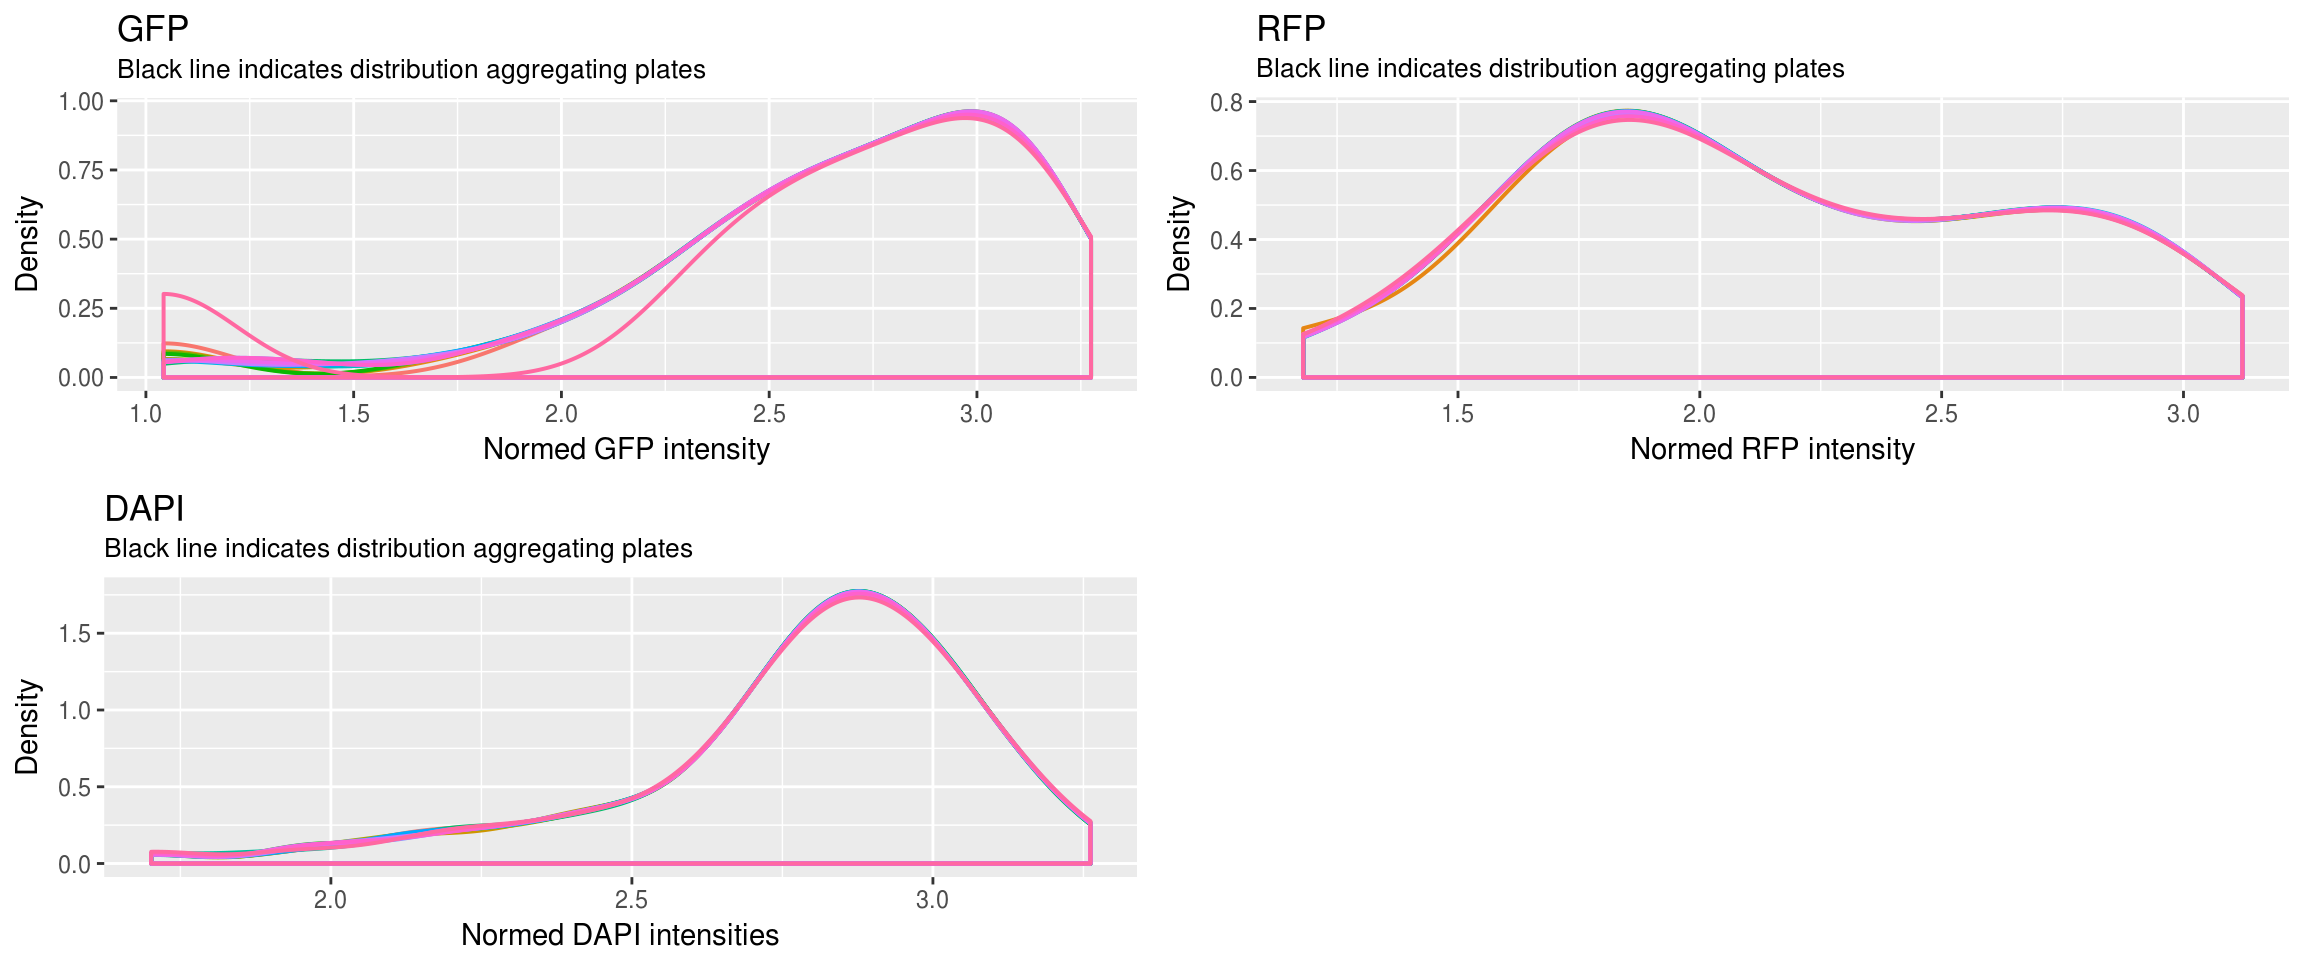 GFP
Black line indicates distribution aggregating plates
1.00
0.75
0.50
0.25
0.00
Density
1.0 1.5 2.0 2.5 3.0
Normed GFP intensity
RFP
Black line indicates distribution aggregating plates
0.8
0.6
0.4
0.2
0.0
Density
1.5 2.0 2.5 3.0
Normed RFP intensity
DAPI
Black line indicates distribution aggregating plates
1.5
1.0
0.5
0.0
Density
2.0 2.5 3.0
Normed DAPI intensities